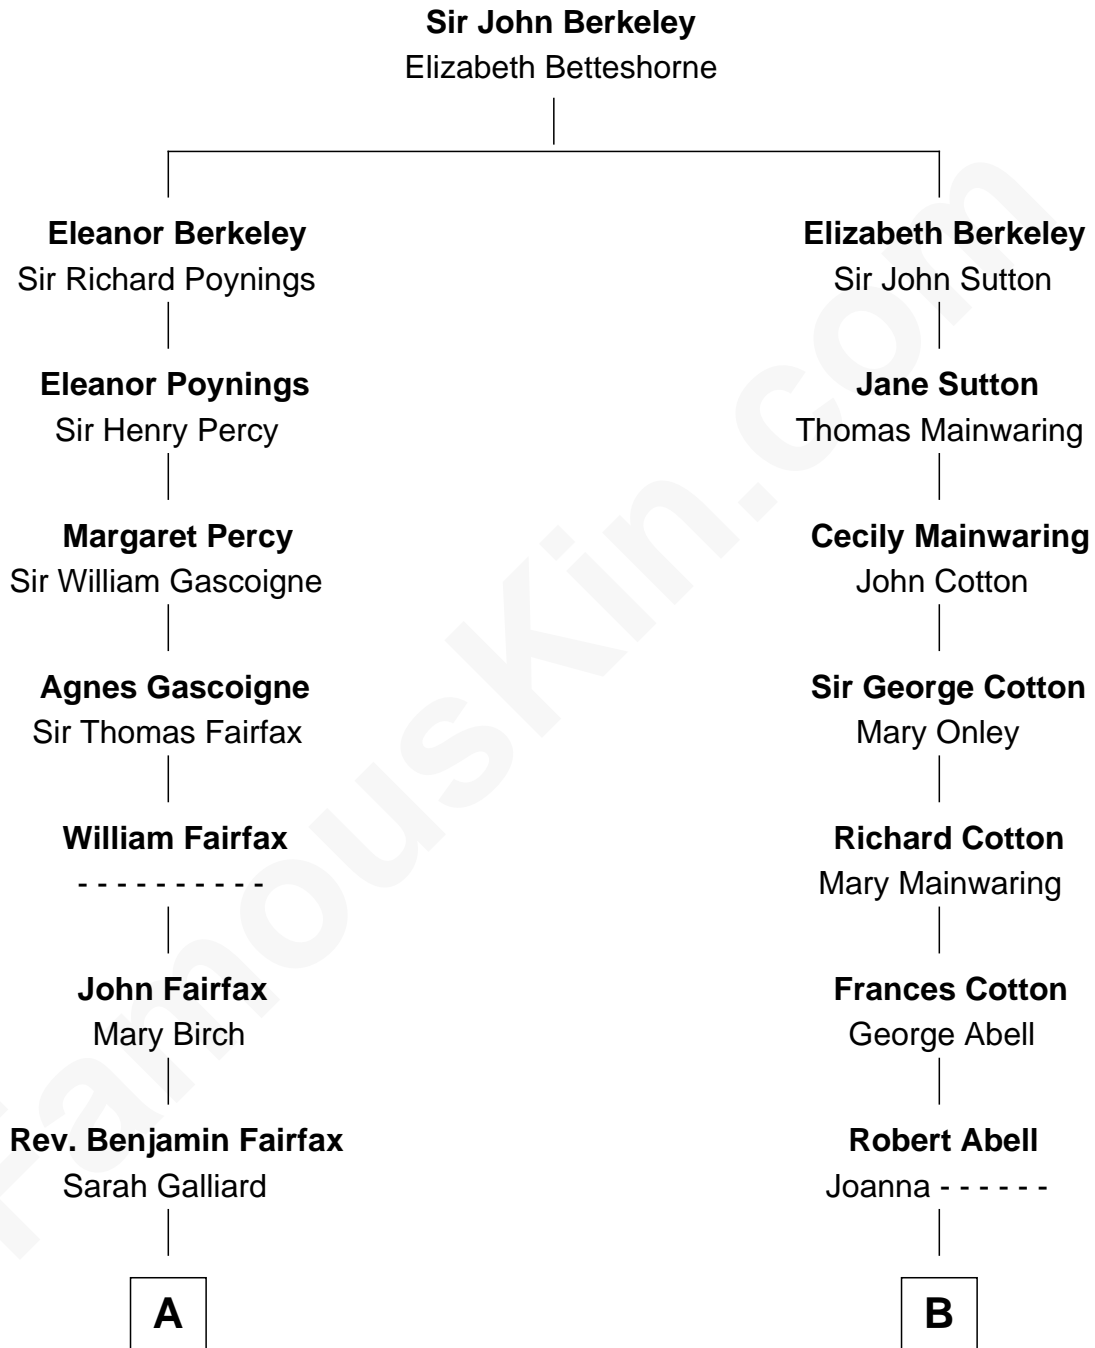 Sir John Berkeley
Elizabeth Betteshorne
Eleanor Berkeley
Sir Richard Poynings
Elizabeth Berkeley
Sir John Sutton
Eleanor Poynings
Sir Henry Percy
Jane Sutton
Thomas Mainwaring
Margaret Percy
Sir William Gascoigne
Cecily Mainwaring
John Cotton
Agnes Gascoigne
Sir Thomas Fairfax
Sir George Cotton
Mary Onley
William Fairfax
- - - - - - - - - -
Richard Cotton
Mary Mainwaring
John Fairfax
Mary Birch
Frances Cotton
George Abell
Rev. Benjamin Fairfax
Sarah Galliard
Robert Abell
Joanna - - - - - -
A
B
FamousKin.com